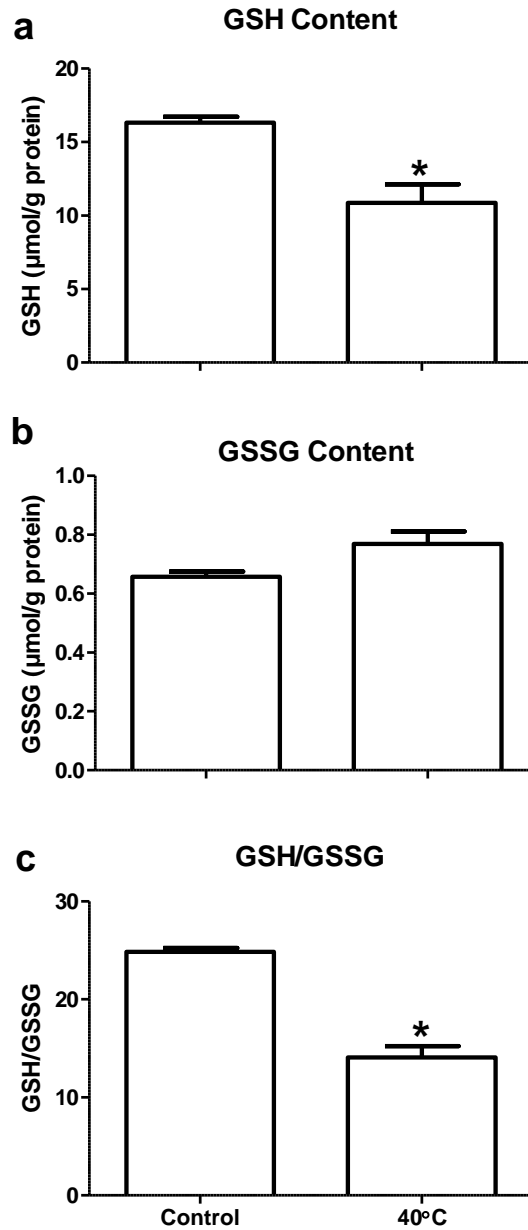 a
GSH Content
GSH (µmol/g protein)
20
15
10
5
0
*
b
GSSG Content
GSSG (µmol/g protein)
1.0
0.8
0.6
0.4
0.2
0.0
c
GSH/GSSG
GSH/GSSG
30
20
10
0
*
Control 40°C